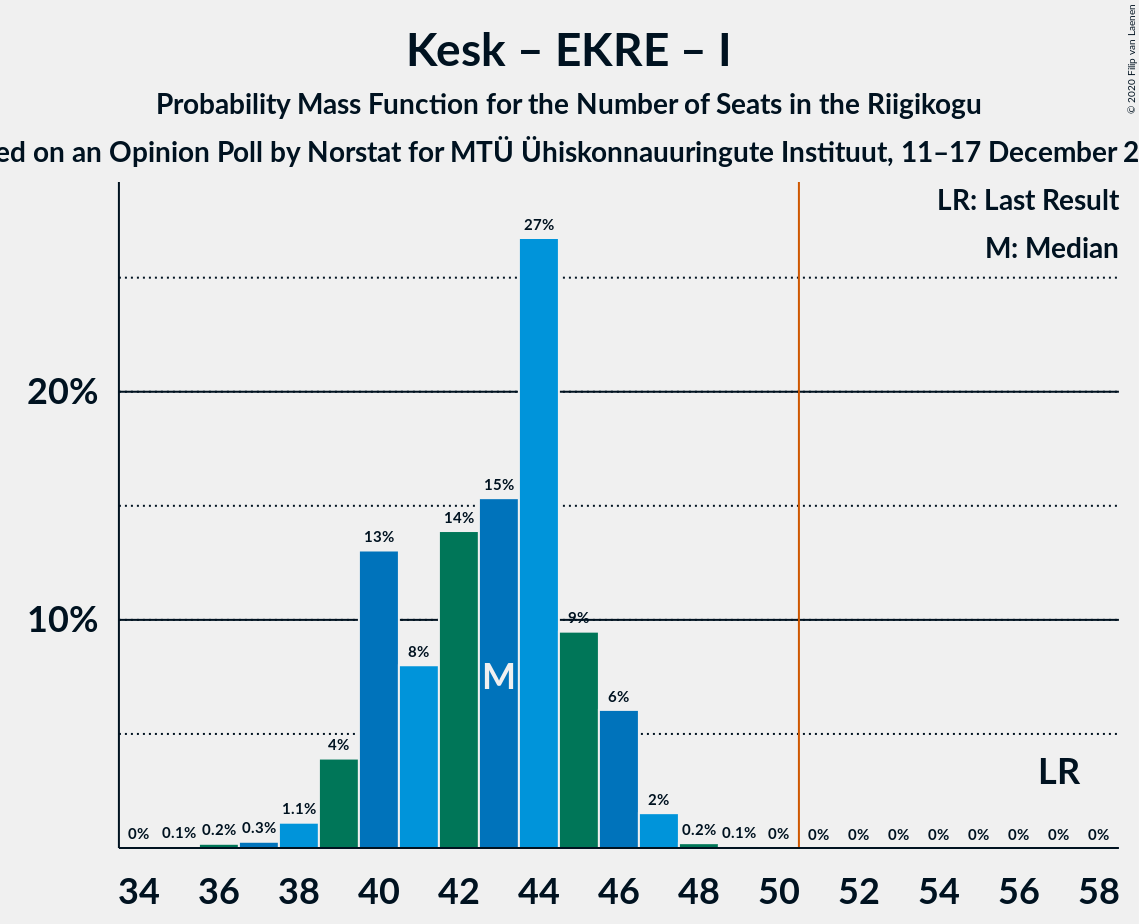 © 2020 Filip van Laenen
Kesk – EKRE – I
Probability Mass Function for the Number of Seats in the Riigikogu
ed on an Opinion Poll by Norstat for MTÜ Ühiskonnauuringute Instituut, 11–17 December 2
LR: Last Result
M: Median
20%
10%
0% 0.1% 0.2% 0.3% 1.1% 4% 13% 8% 14% 15% 27% 9% 6% 2% 0.2% 0.1% 0% 0% 0% 0% 0% 0% 0% 0% 0%
M
LR
34 36 38 40 42 44 46 48 50 52 54 56 58